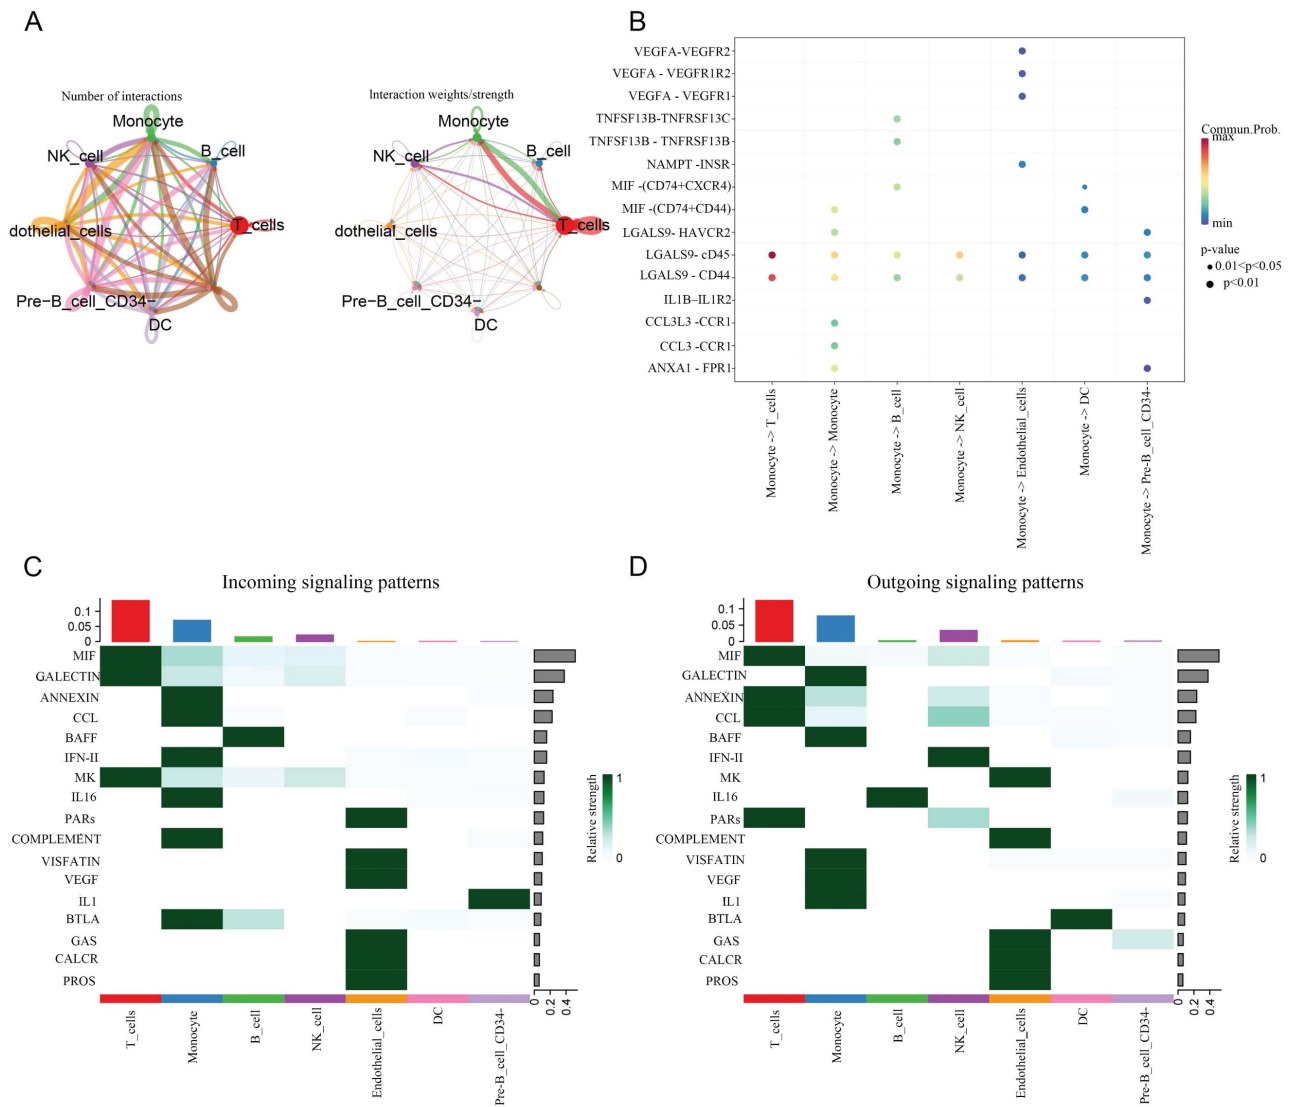 A
Number of interactions
Monocyte
B_cell
NK_cell
T_cells
dothelial_cells
Pre−B_cell_CD34−
DC
Interaction weights/strength
Monocyte
B_cell
NK_cell
T_cells
dothelial_cells
Pre−B_cell_CD34−
DC
B
VEGFA-VEGFR2
VEGFA - VEGFR1R2
VEGFA - VEGFR1
TNFSF13B-TNFRSF13C
TNFSF13B - TNFRSF13B
NAMPT -INSR
MIF -(CD74+CXCR4)
MIF -(CD74+CD44)
LGALS9- HAVCR2
LGALS9- cD45
LGALS9 - CD44
IL1B–IL1R2
CCL3L3 -CCR1
CCL3 -CCR1
ANXA1 - FPR1
Monocyte -> T_cells
Monocyte -> Monocyte
Monocyte -> B_cell
Monocyte -> NK_cell
Monocyte -> Endothelial_cells
Monocyte -> DC
Monocyte -> Pre-B_cell_CD34-
Commun.Prob.
max
min
p-value
0.01<p<0.05
p<0.01
C
Incoming signaling patterns
0.1
0.05
0
MIF
GALECTIN
ANNEXIN
CCL
BAFF
IFN-II
MK
IL16
PARs
COMPLEMENT
VISFATIN
VEGF
IL1
BTLA
GAS
CALCR
PROS
T_cells
Monocyte
B_cell
NK_cell
Endothelial_cells
DC
Pre-B_cell_CD34-
0
0.2
0.4
Relative strength
1
0
D
Outgoing signaling patterns
0.1
0.05
0
MIF
GALECTIN
ANNEXIN
CCL
BAFF
IFN-II
MK
IL16
PARs
COMPLEMENT
VISFATIN
VEGF
IL1
BTLA
GAS
CALCR
PROS
T_cells
Monocyte
B_cell
NK_cell
Endothelial_cells
DC
Pre-B_cell_CD34-
0
0.2
0.4
Relative strength
1
0